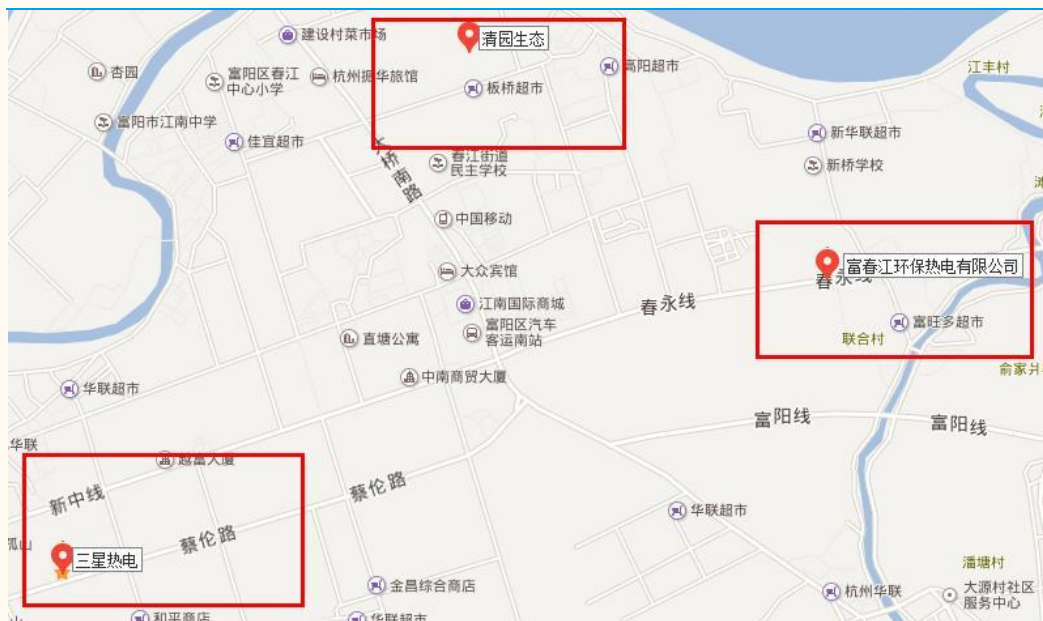 建设村菜市场
清园生态
杏园
富阳区春江
中心小学
杭州振华旅馆
板桥超市
高阳超市
江丰村
富阳市江南中学
佳宜超市
大桥南路
春江街道
民主学校
新华联超市
新桥学校
中国移动
大众宾馆
富春江环保热电有限公司
春永线
江南国际商城
春永线
富阳区汽车
客运南站
富旺多超市
直塘公寓
联合村
中南商贸大厦
华联超市
富阳线
富阳线
华联
越富大厦
新中线
蔡伦路
华联超市
蔡伦路
三星热电
潘塘村
金昌综合商店
杭州华联
大源村社区
服务中心
和平商店
华联超市